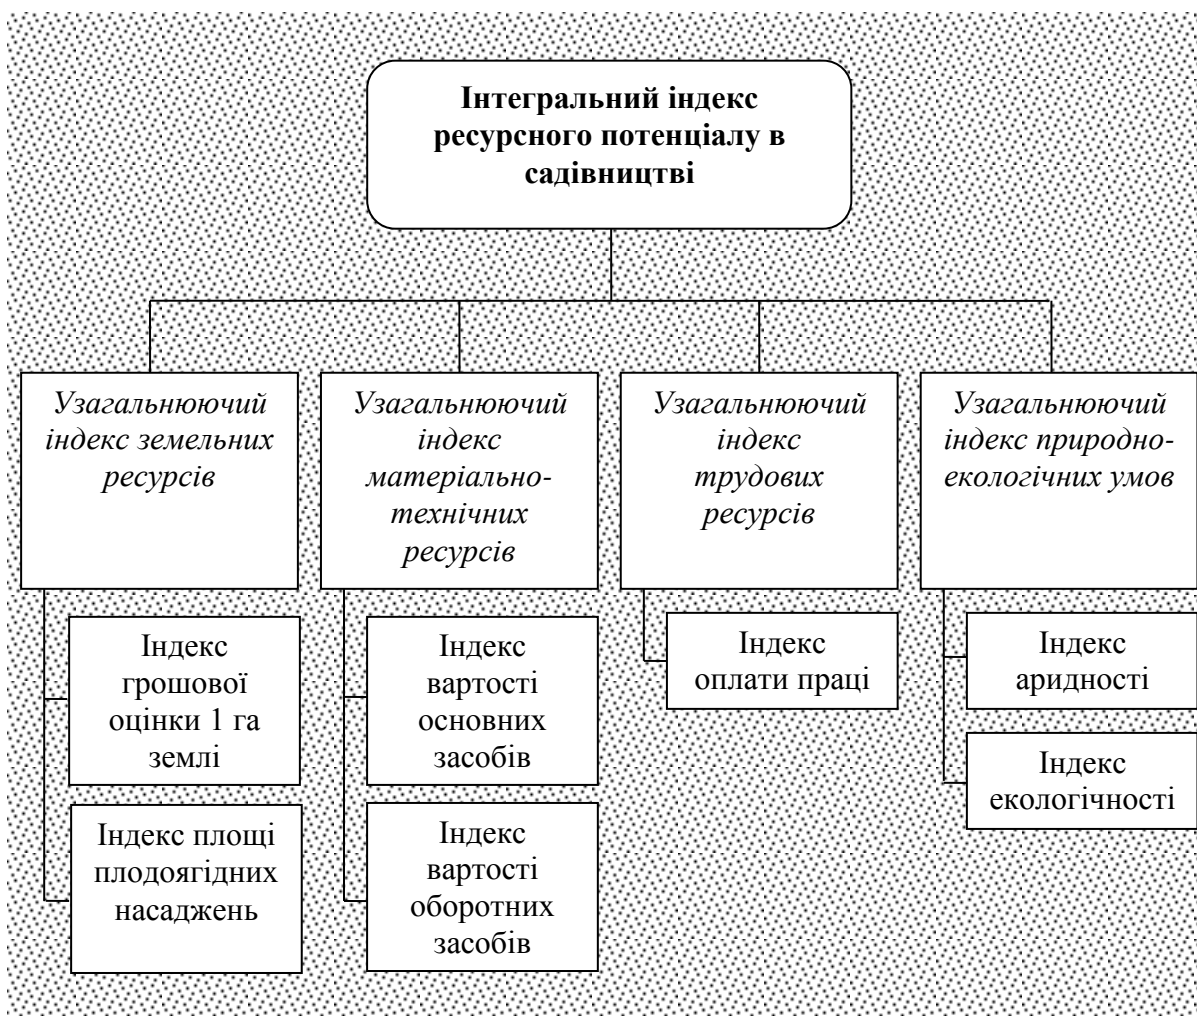 Інтегральний індекс
ресурсного потенціалу в
садівництві
Узагальнюючий
індекс земельних
ресурсів
Узагальнюючий
індекс
матеріально-
технічних
ресурсів
Узагальнюючий
індекс
трудових
ресурсів
Узагальнюючий
індекс природно-
екологічних умов
Індекс
грошової
оцінки 1 га
землі
Індекс площі
плодоягідних
насаджень
Індекс
вартості
основних
засобів
Індекс
вартості
оборотних
засобів
Індекс
оплати праці
Індекс
аридності
Індекс
екологічності